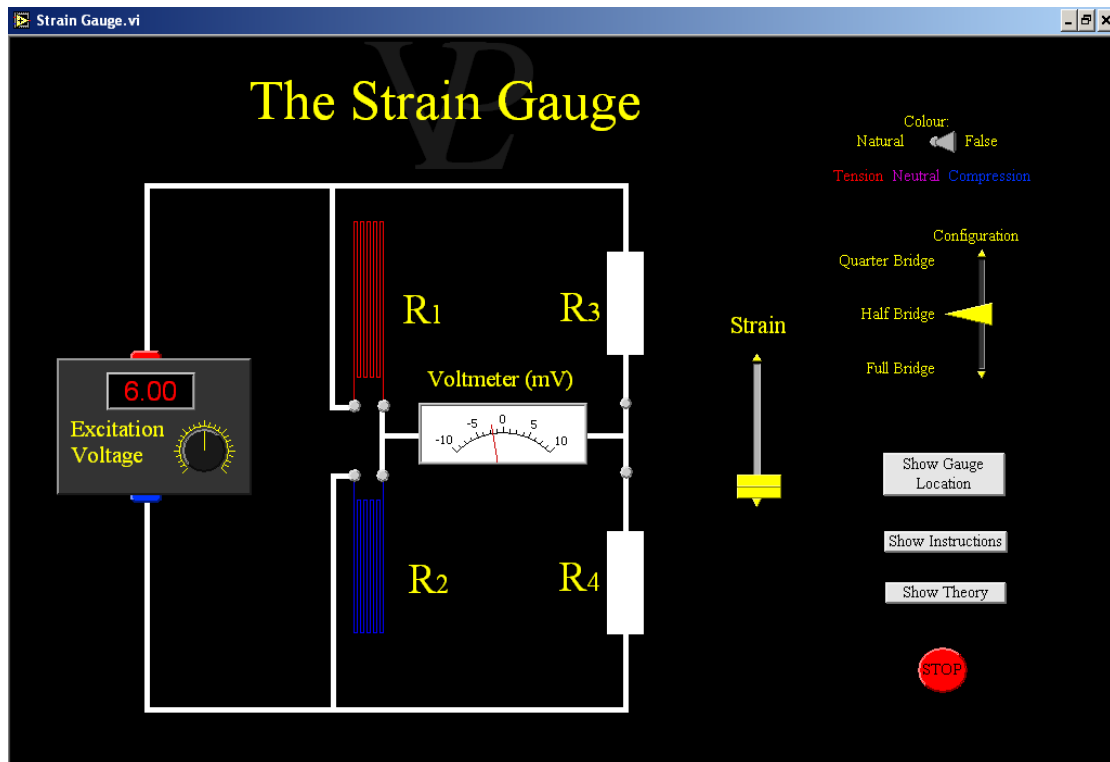 Strain Gauge.vi
VP
The Strain Gauge
Colour:
Natural False
Tension Neutral Compression
Configuration
Quarter Bridge
Half Bridge
Full Bridge
R1
R3
Strain
6.00
Excitation
Voltage
Voltmeter (mV)
-10 -5 0 5 10
R2
R4
Show Gauge
Location
Show Instructions
Show Theory
STOP